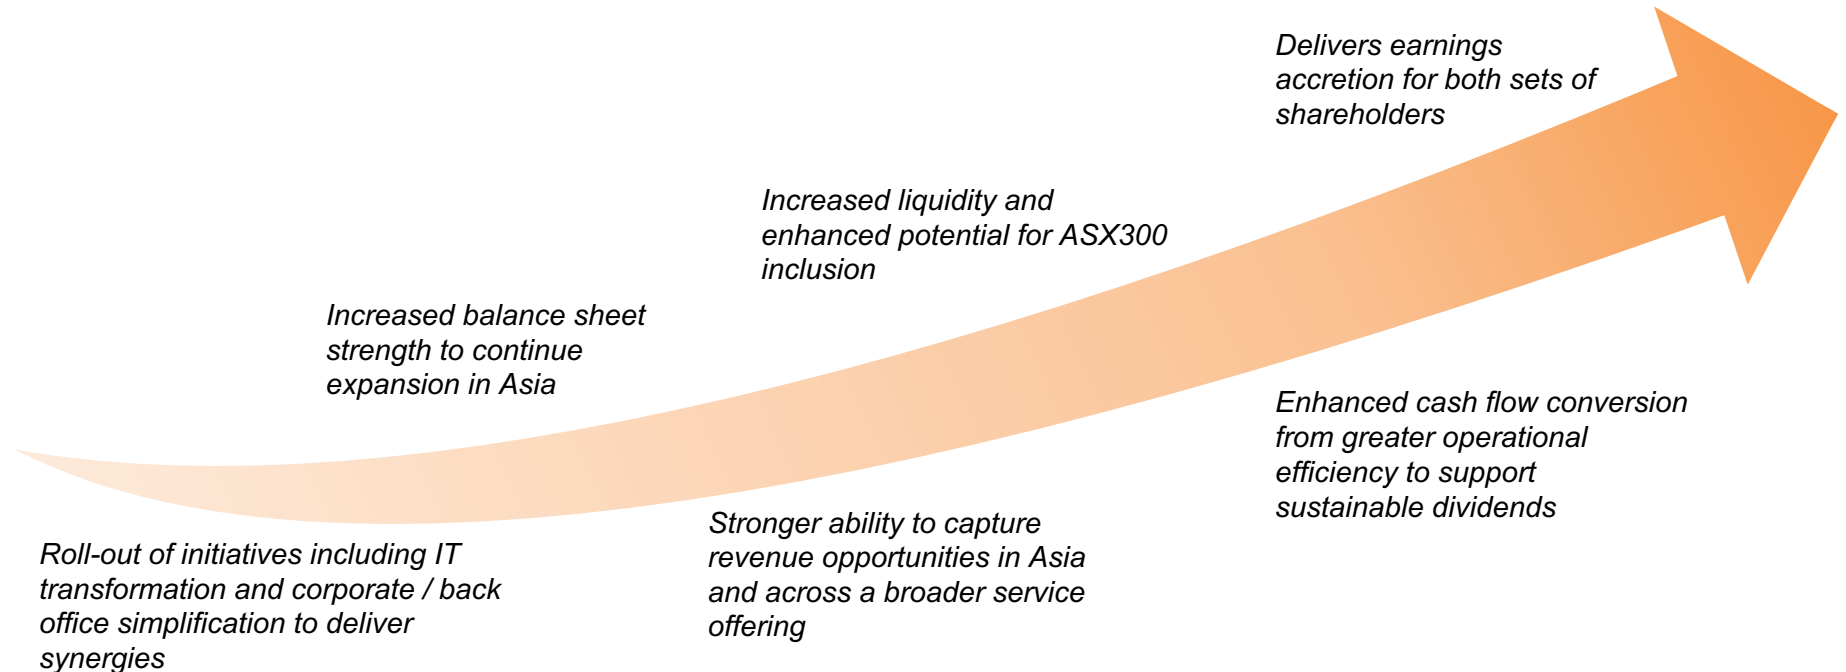 Delivers earnings
accretion for both sets of
shareholders
Increased liquidity and
enhanced potential for ASX300
inclusion
Increased balance sheet
strength to continue
expansion in Asia
Enhanced cash flow conversion
from greater operational
efficiency to support
sustainable dividends
Stronger ability to capture
revenue opportunities in Asia
and across a broader service
offering
Roll-out of initiatives including IT
transformation and corporate / back
office simplification to deliver
synergies